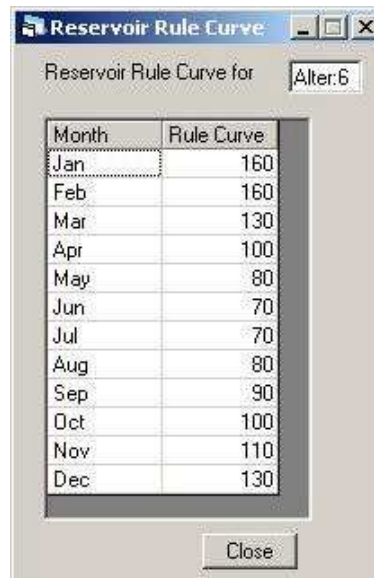 Reservoir Rule Curve
Reservoir Rule Curve for Alter:6
Month Rule Curve
Jan 160
Feb 160
Mar 130
Apr 100
May 80
Jun 70
Jul 70
Aug 80
Sep 90
Oct 100
Nov 110
Dec 130
Close